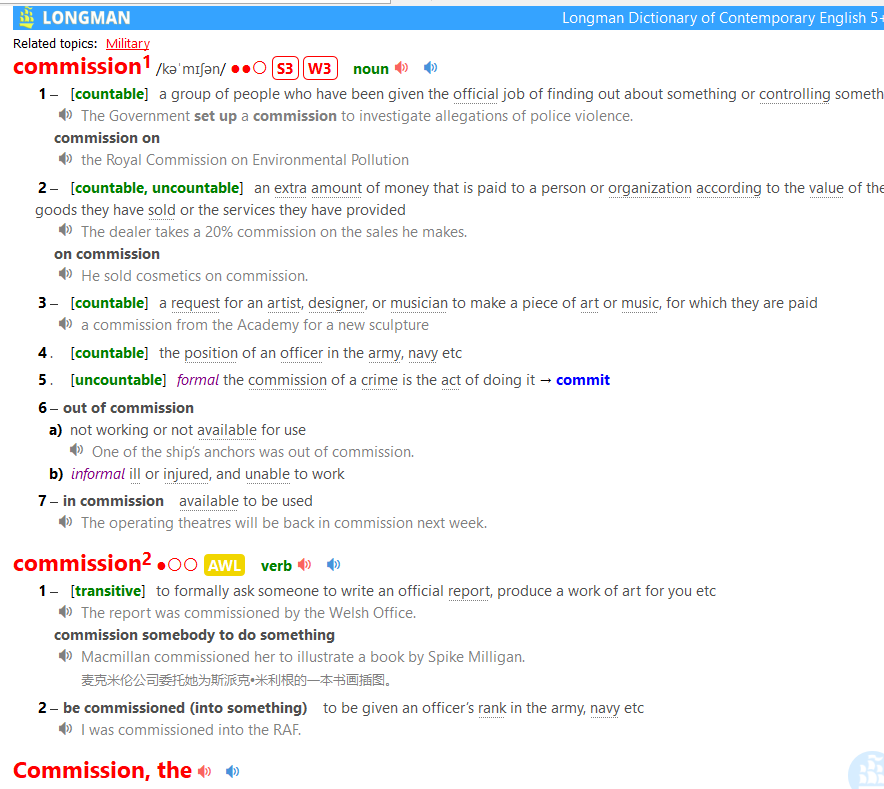 LONGMAN Longman Dictionary of Contemporary English 5+
Related topics: Military
commission1 /kəˈmɪʃən/ ●●○ S3 W3 noun
1 – [countable] a group of people who have been given the official job of finding out about something or controlling someth
The Government set up a commission to investigate allegations of police violence.
commission on
the Royal Commission on Environmental Pollution
2 – [countable, uncountable] an extra amount of money that is paid to a person or organization according to the value of the
goods they have sold or the services they have provided
The dealer takes a 20% commission on the sales he makes.
on commission
He sold cosmetics on commission.
3 – [countable] a request for an artist, designer, or musician to make a piece of art or music, for which they are paid
a commission from the Academy for a new sculpture
4 . [countable] the position of an officer in the army, navy etc
5 . [uncountable] formal the commission of a crime is the act of doing it → commit
6 – out of commission
a) not working or not available for use
One of the ship's anchors was out of commission.
b) informal ill or injured, and unable to work
7 – in commission available to be used
The operating theatres will be back in commission next week.
commission2 ●○○ AWL verb
1 – [transitive] to formally ask someone to write an official report, produce a work of art for you etc
The report was commissioned by the Welsh Office.
commission somebody to do something
Macmillan commissioned her to illustrate a book by Spike Milligan.
麦克米伦公司委托她为斯派克•米利根的一本书画插图。
2 – be commissioned (into something) to be given an officer's rank in the army, navy etc
I was commissioned into the RAF.
Commission, the